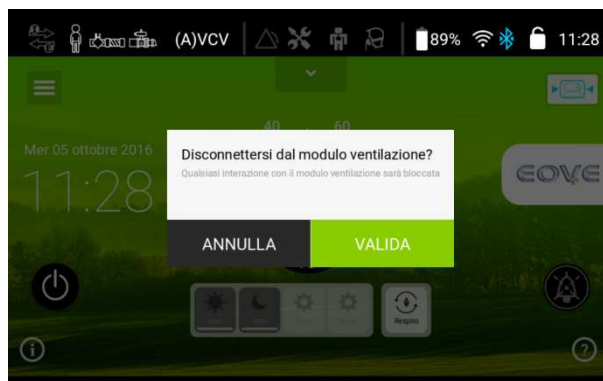 (A)VCV 89% 11:28
40 60
Mer 05 ottobre 2016
11:28
EOVE
Disconnettersi dal modulo ventilazione?
Qualsiasi interazione con il modulo ventilazione sarà bloccata
ANNULLA VALIDA
Respiro